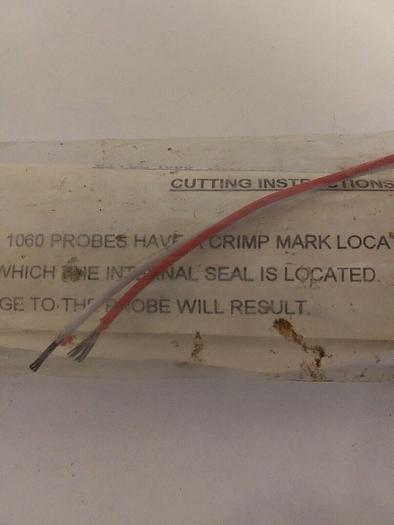 CUTTING INSTRUCTIONS
1060 PROBES HAVE A CRIMP MARK LOCA
WHICH THE INTERNAL SEAL IS LOCATED.
GE TO THE PROBE WILL RESULT.